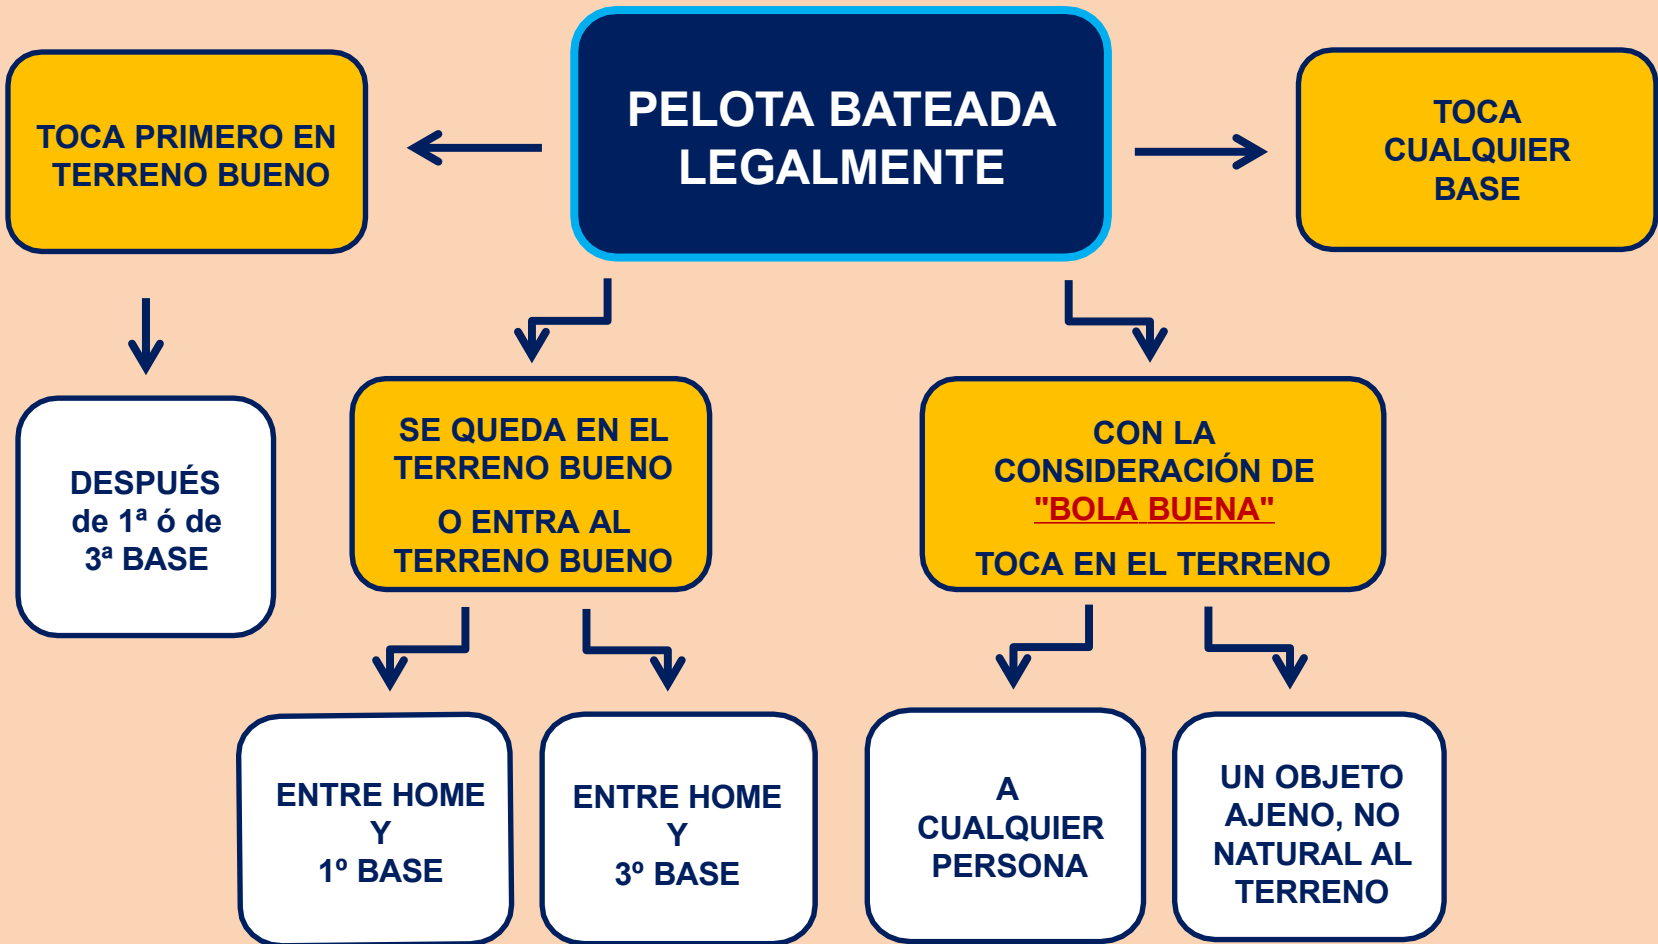 PELOTA BATEADA
LEGALMENTE
TOCA PRIMERO EN
TERRENO BUENO
TOCA
CUALQUIER
BASE
DESPUÉS
de 1ª ó de
3ª BASE
SE QUEDA EN EL
TERRENO BUENO
O ENTRA AL
TERRENO BUENO
CON LA
CONSIDERACIÓN DE
"BOLA BUENA"
TOCA EN EL TERRENO
ENTRE HOME
Y
1º BASE
ENTRE HOME
Y
3º BASE
A
CUALQUIER
PERSONA
UN OBJETO
AJENO, NO
NATURAL AL
TERRENO